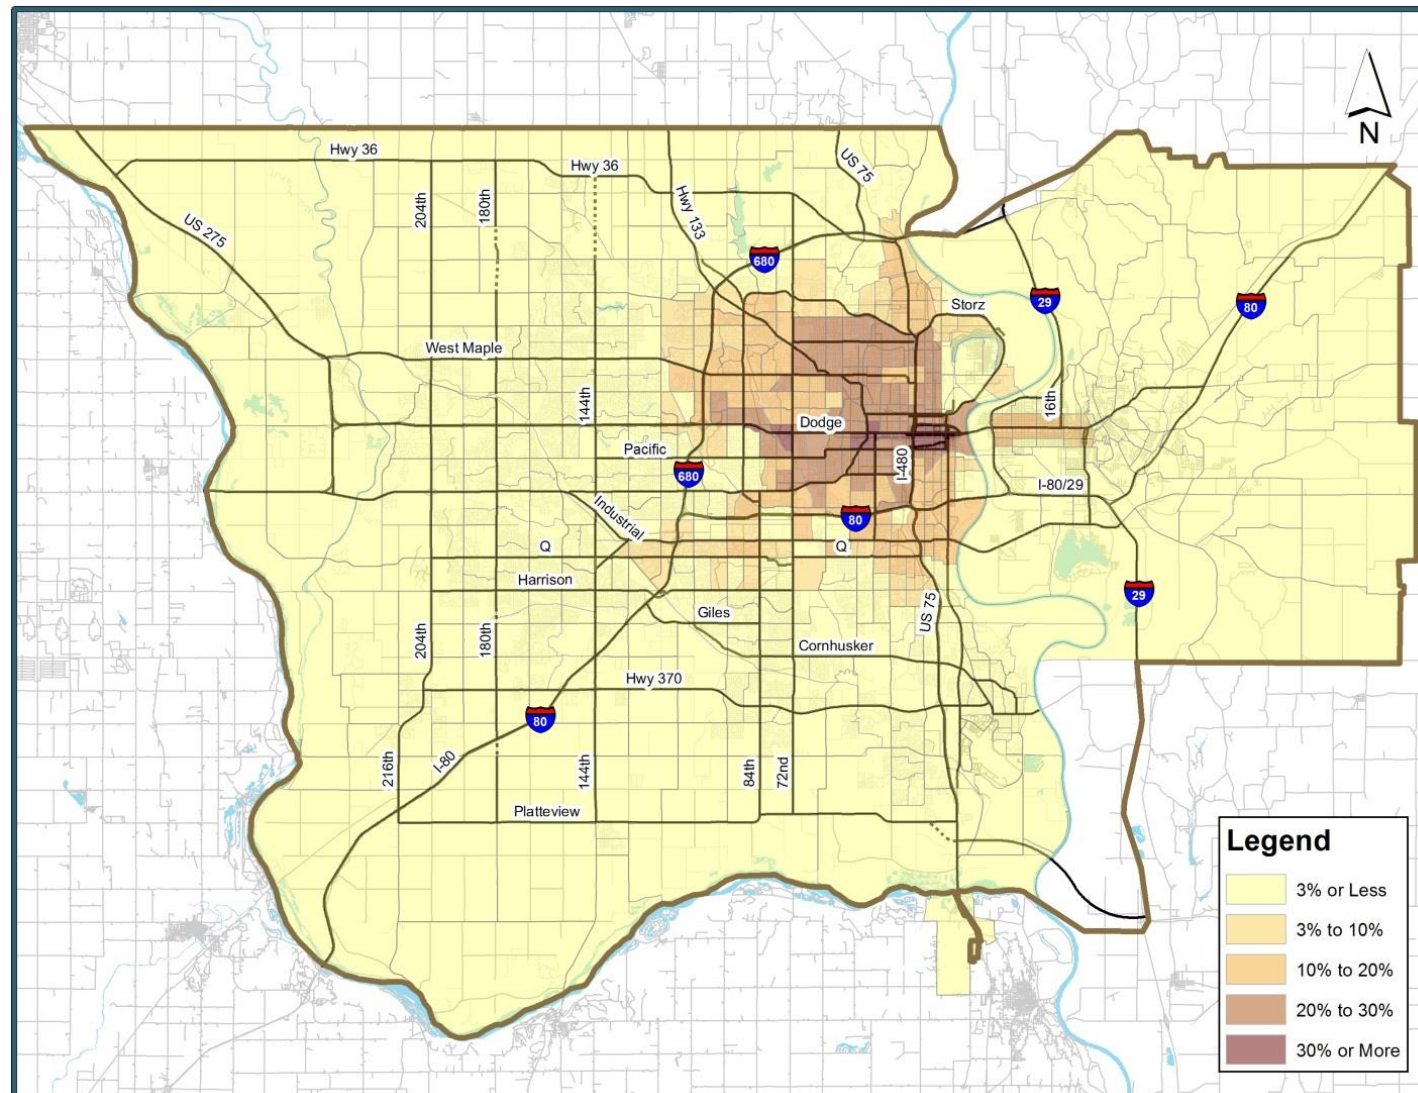 N
Hwy 36
Hwy 36
US 75
204th
180th
Hwy 133
US 275
680
29
80
Storz
West Maple
144th
16th
Dodge
Pacific
680
I-480
I-80/29
Industrial
80
Q
Q
Harrison
29
Giles
US 75
204th
180th
Cornhusker
Hwy 370
80
216th
I-80
144th
84th
72nd
Platteview
Legend
3% or Less
3% to 10%
10% to 20%
20% to 30%
30% or More